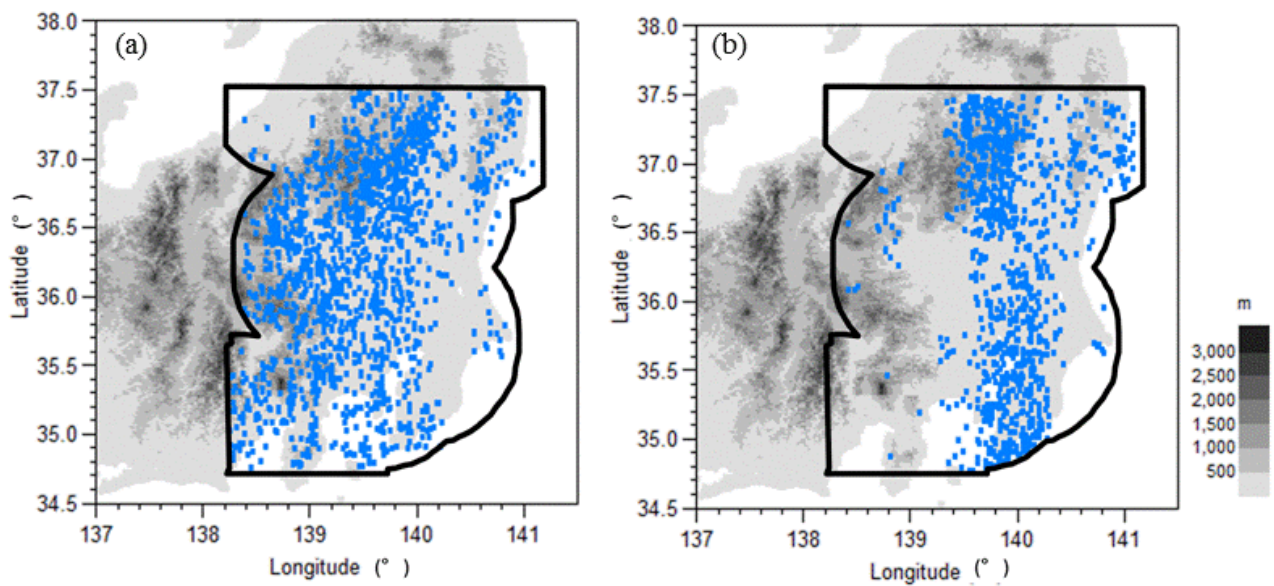 (a)
38.0
37.5
37.0
36.5
36.0
35.5
35.0
34.5
Latitude (°)
137 138 139 140 141
Longitude (°)
(b)
38.0
37.5
37.0
36.5
36.0
35.5
35.0
34.5
Latitude (°)
137 138 139 140 141
Longitude (°)
m
3,000
2,500
2,000
1,500
1,000
500